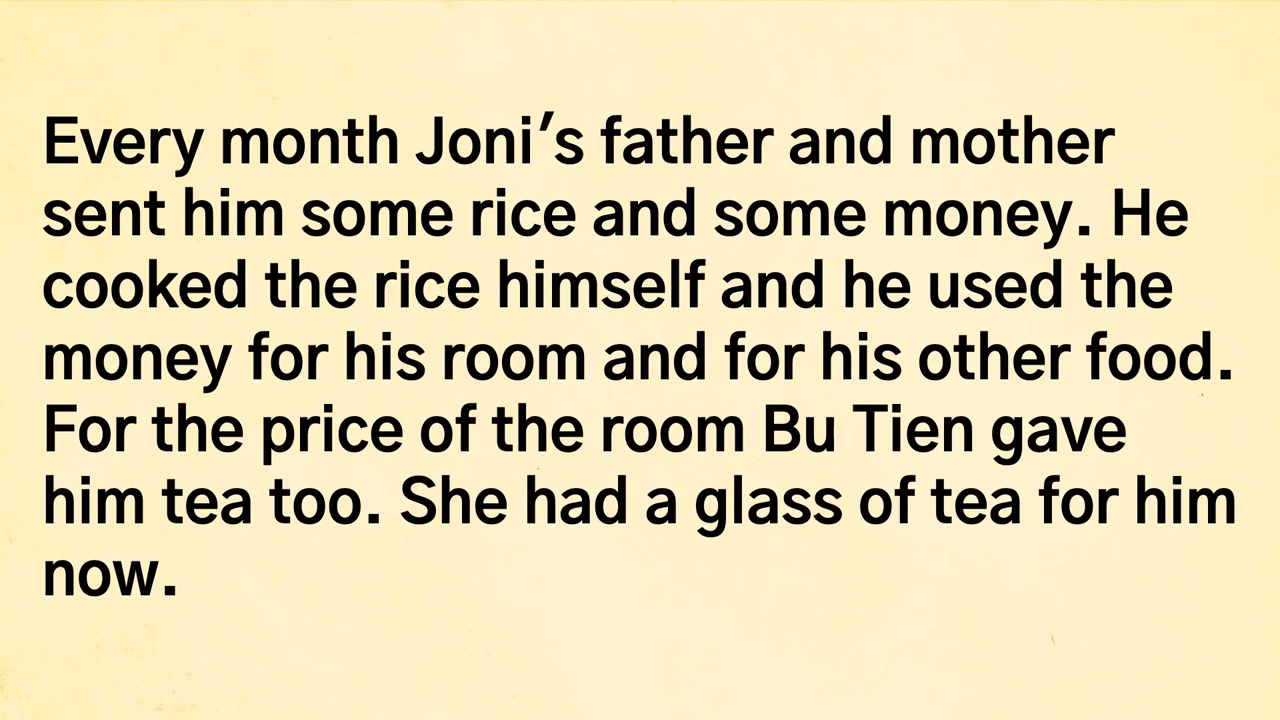 Every month Joni's father and mother
sent him some rice and some money. He
cooked the rice himself and he used the
money for his room and for his other food.
For the price of the room Bu Tien gave
him tea too. She had a glass of tea for him
now.